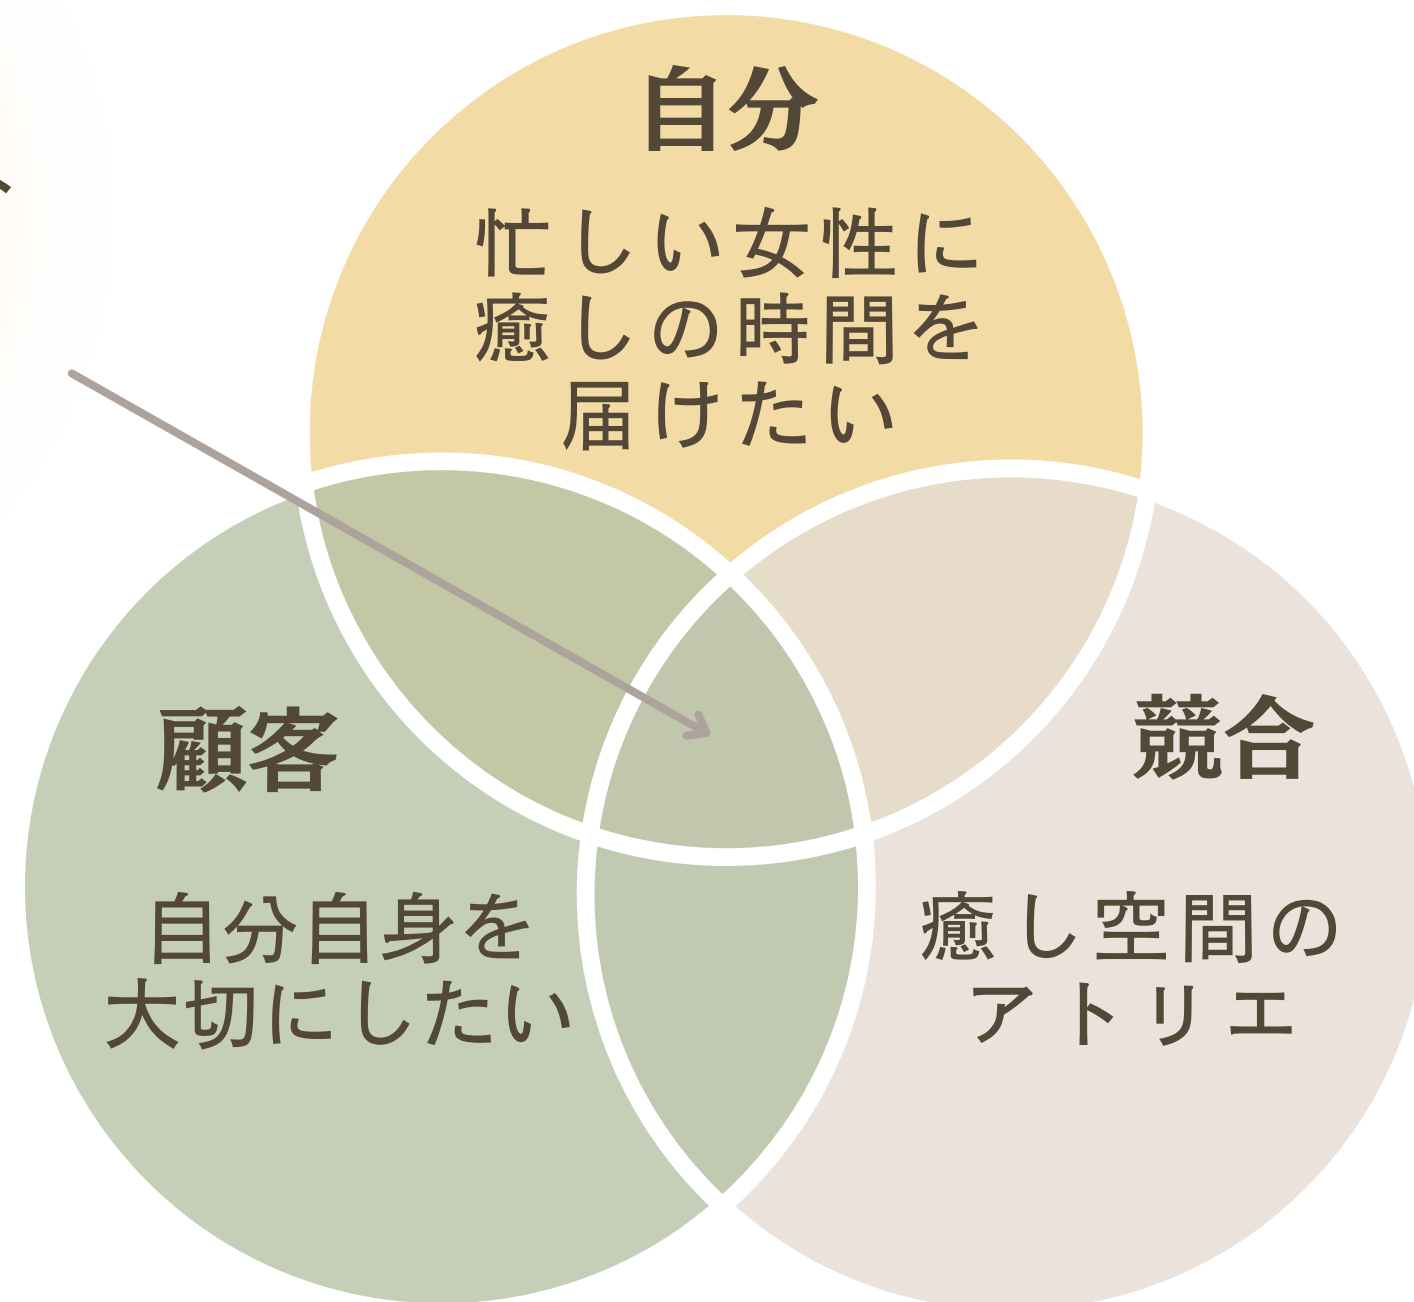 自分
忙しい女性に
癒しの時間を
届けたい
顧客
自分自身を
大切にしたい
競合
癒し空間の
アトリエ